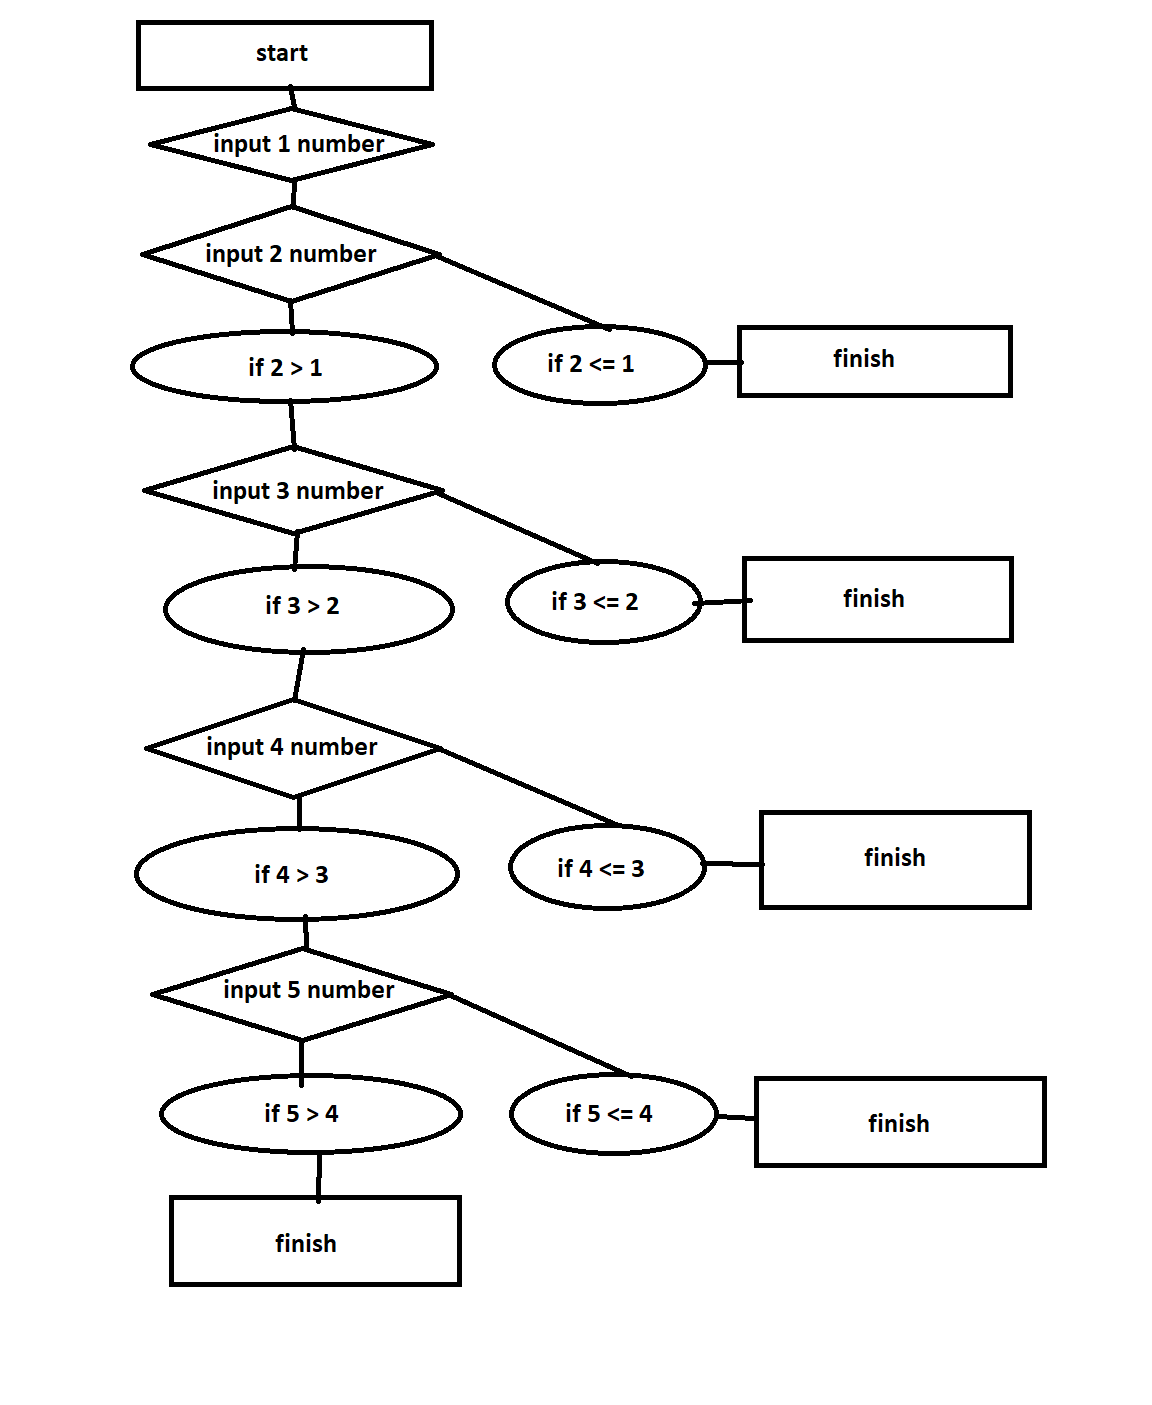 start
input 1 number
input 2 number
if 2 > 1
if 2 <= 1
finish
input 3 number
if 3 > 2
if 3 <= 2
finish
input 4 number
if 4 > 3
if 4 <= 3
finish
input 5 number
if 5 > 4
if 5 <= 4
finish
finish